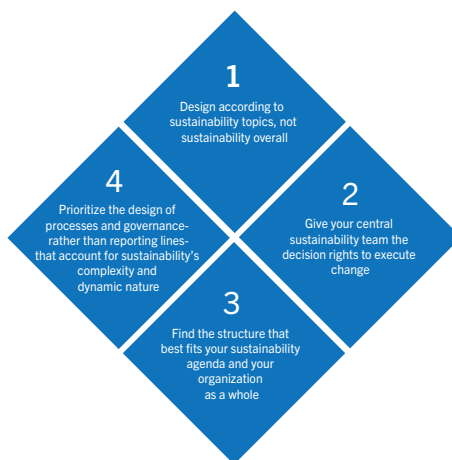 1
Design according to
sustainability topics, not
sustainability overall
2
Give your central
sustainability team the
decision rights to execute
change
3
Find the structure that
best fits your sustainability
agenda and your
organization
as a whole
4
Prioritize the design of
processes and governance-
rather than reporting lines-
that account for sustainability's
complexity and
dynamic nature